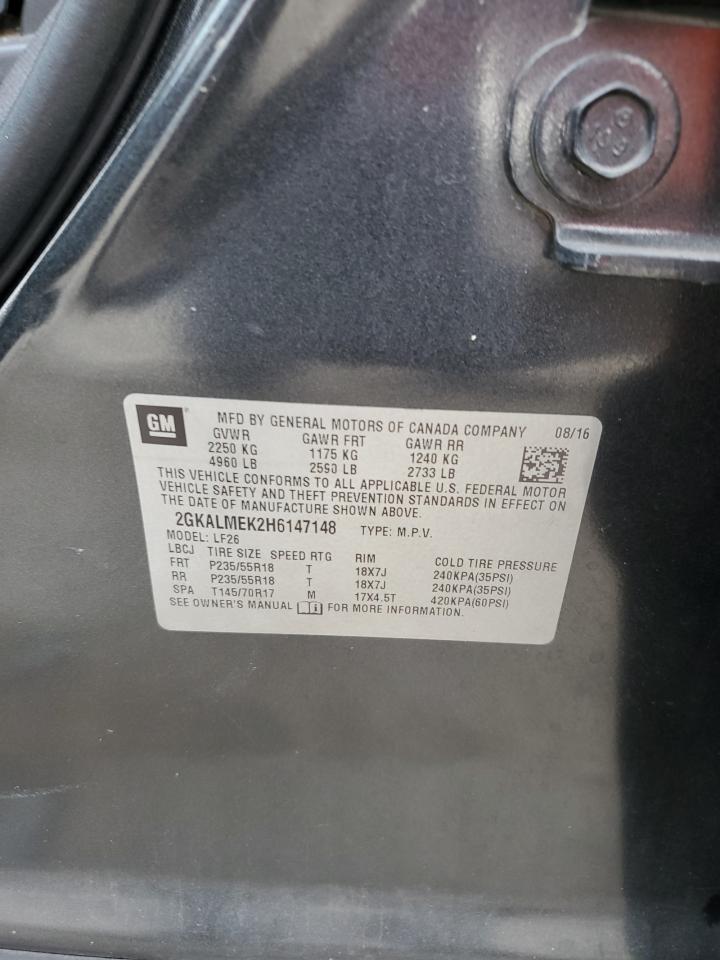 GM MFD BY GENERAL MOTORS OF CANADA COMPANY 08/16
GVWR GAWR FRT GAWR RR
2250 KG 1175 KG 1240 KG
4960 LB 2590 LB 2733 LB
THIS VEHICLE CONFORMS TO ALL APPLICABLE U.S. FEDERAL MOTOR
VEHICLE SAFETY AND THEFT PREVENTION STANDARDS IN EFFECT ON
THE DATE OF MANUFACTURE SHOWN ABOVE.
2GKALMEK2H6147148 TYPE: M.P.V.
MODEL: LF26
LBCJ TIRE SIZE SPEED RTG RIM COLD TIRE PRESSURE
FRT P235/55R18 T 18X7J 240KPA(35PSI)
RR P235/55R18 T 18X7J 240KPA(35PSI)
SPA T145/70R17 M 17X4.5T 420KPA(60PSI)
SEE OWNER'S MANUAL FOR MORE INFORMATION